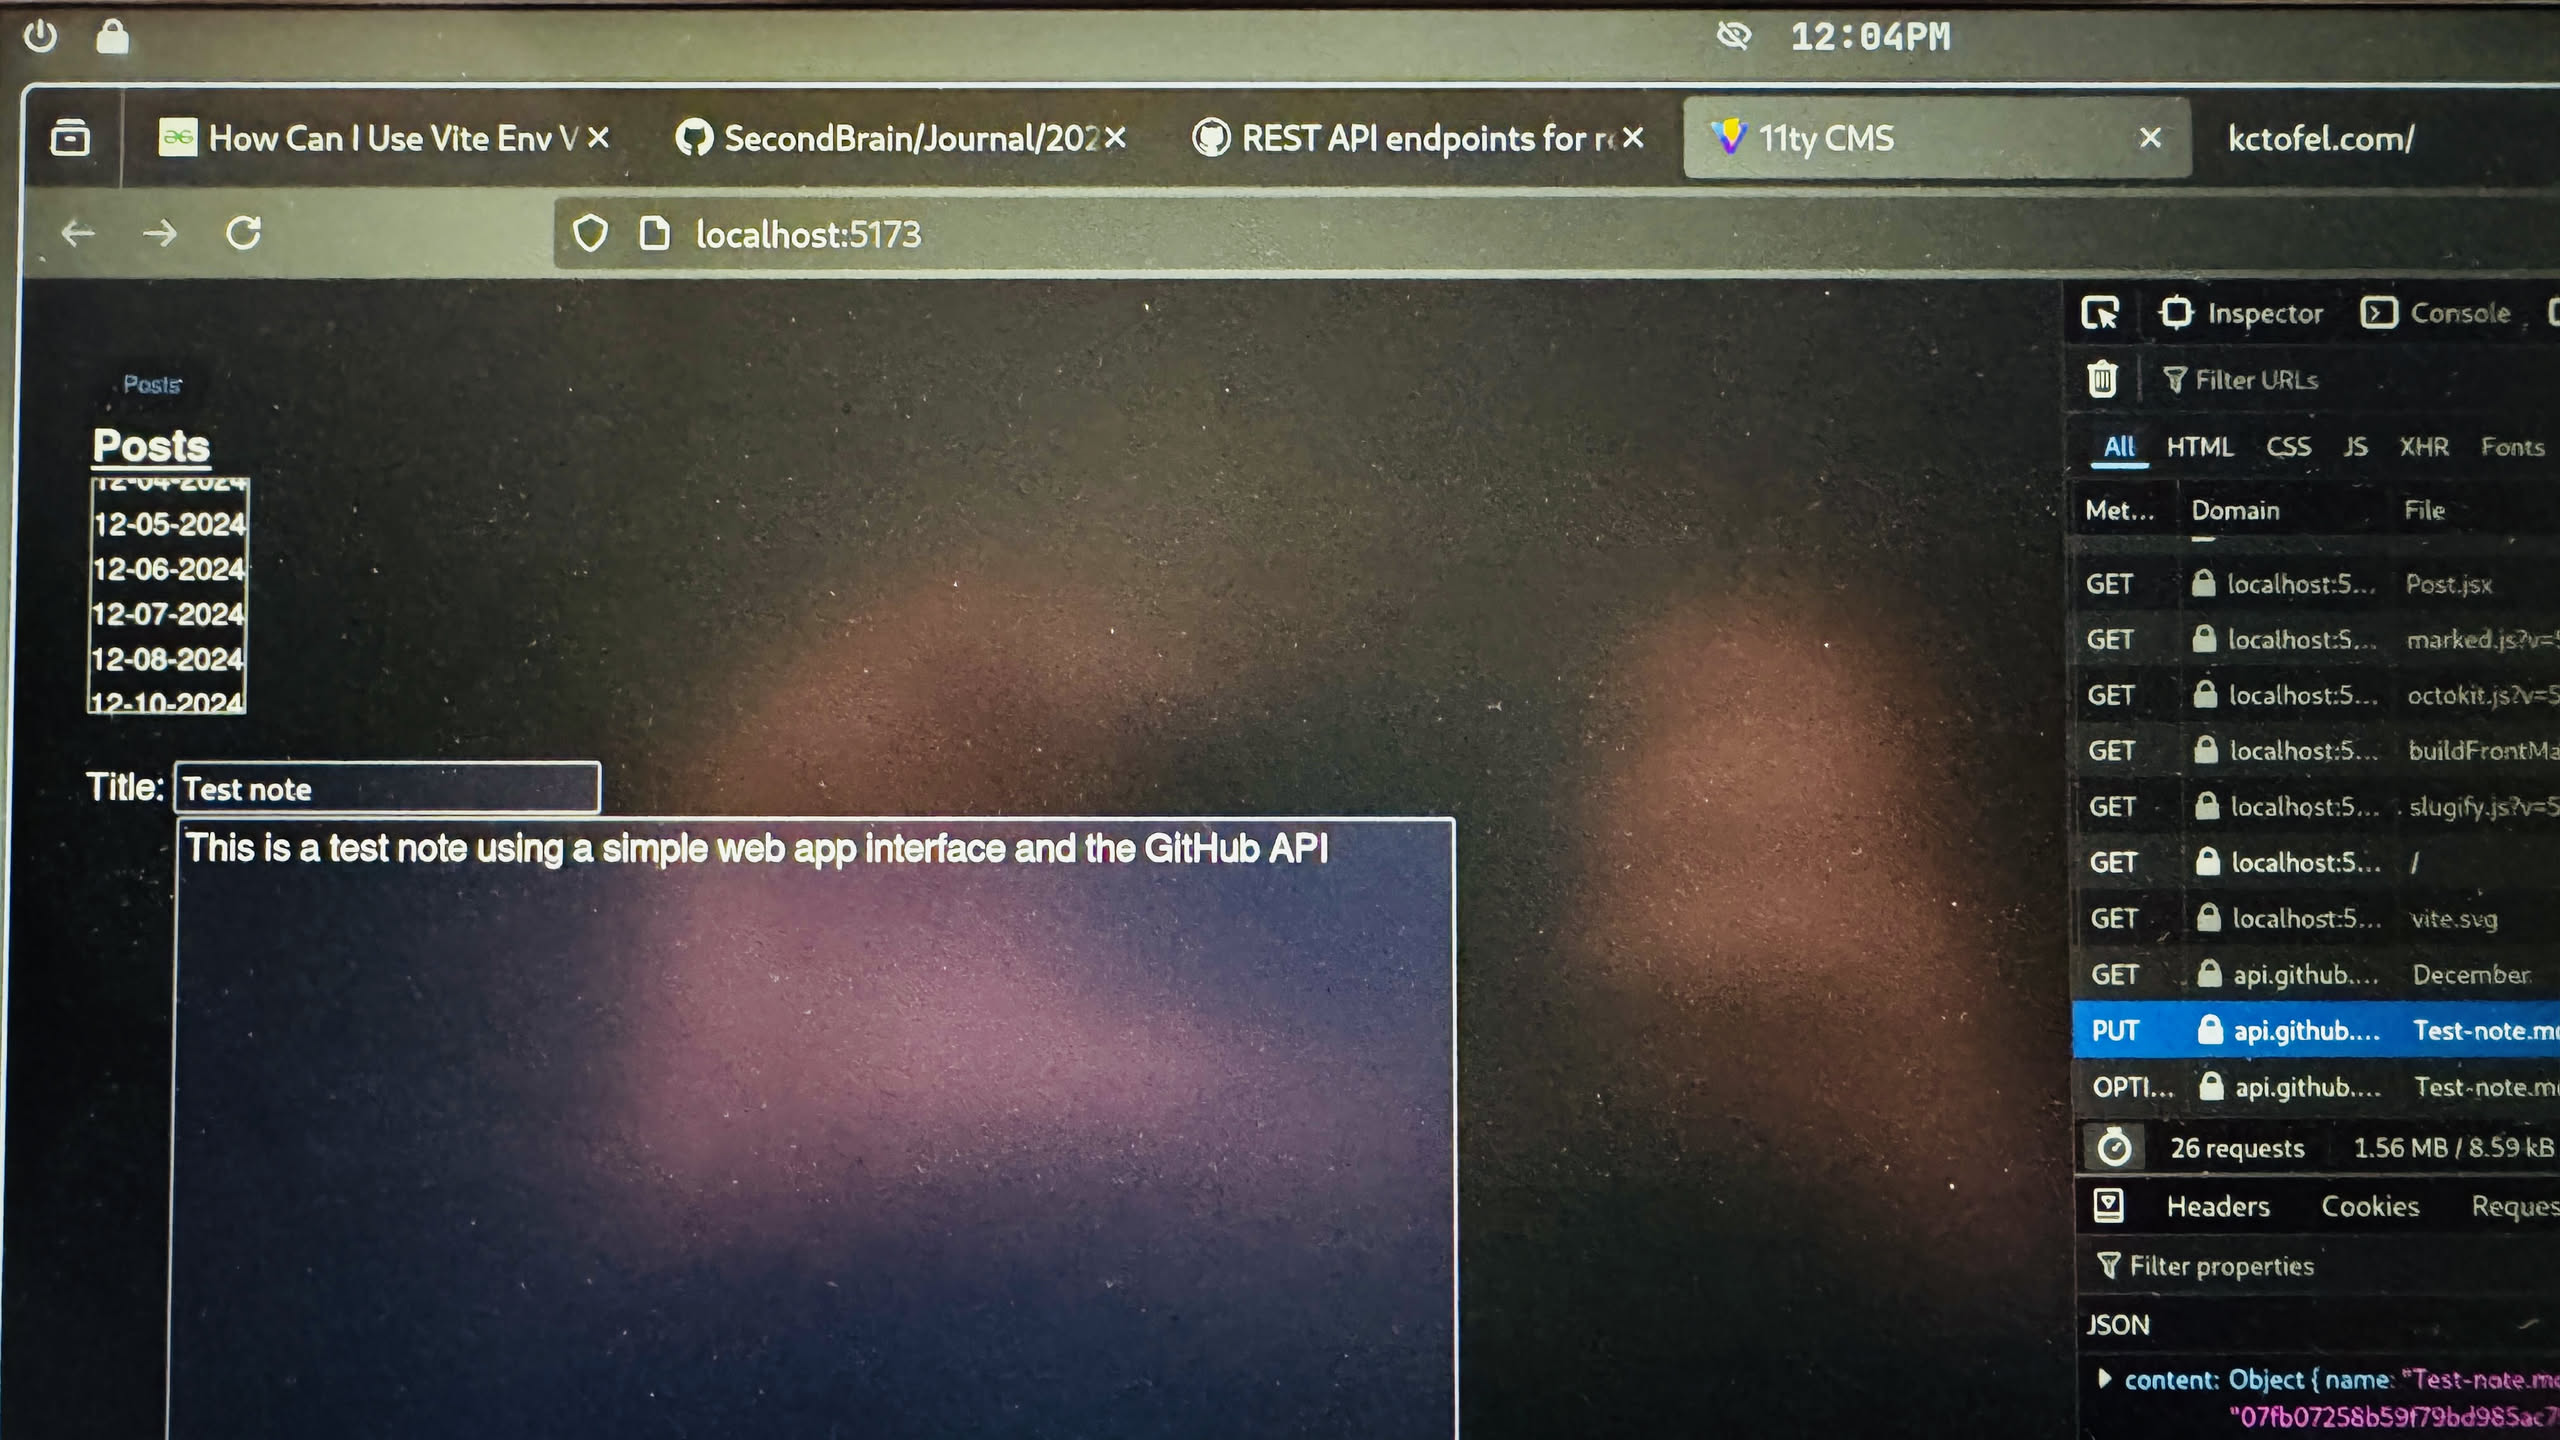 12:04PM
How Can I Use Vite Env V
SecondBrain/Journal/202
REST API endpoints for r
11ty CMS
kctofel.com/
localhost:5173
Posts
Posts
12-04-2024
12-05-2024
12-06-2024
12-07-2024
12-08-2024
12-10-2024
Title: Test note
This is a test note using a simple web app interface and the GitHub API
Inspector Console
Filter URLs
All HTML CSS JS XHR Fonts
Met... Domain File
GET localhost:5... Post.jsx
GET localhost:5... marked.js?v=5
GET localhost:5... octokit.js?v=5
GET localhost:5... buildFrontMa
GET localhost:5... slugify.js?v=5
GET localhost:5... /
GET localhost:5... vite.svg
GET api.github.... December
PUT api.github.... Test-note.m
OPTI... api.github.... Test-note.m
26 requests 1.56 MB / 8.59 kB
Headers Cookies Reques
Filter properties
JSON
content: Object { name: "Test-note.m
"07fb07258b59f79bd985ac7